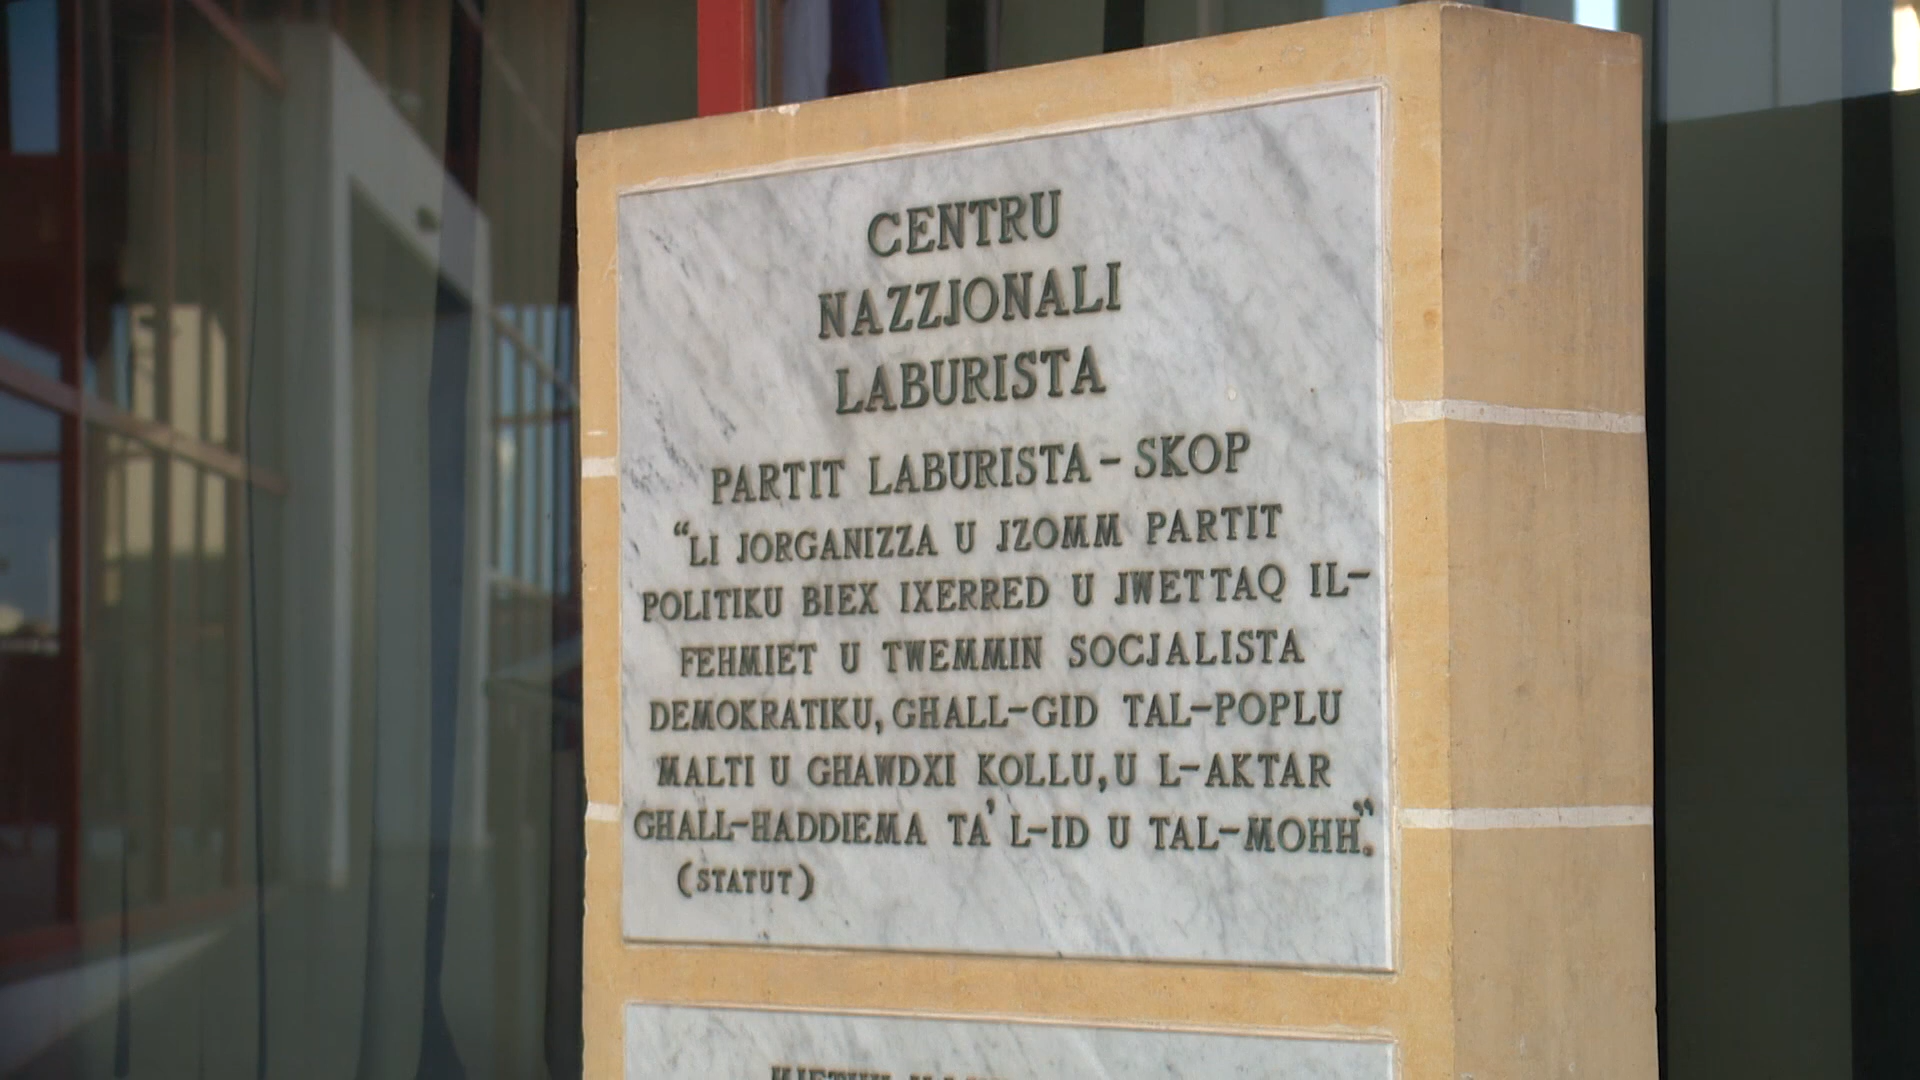 CENTRU
NAZZJONALI
LABURISTA
PARTIT LABURISTA - SKOP
“LI JORGANIZZA U JZOMM PARTIT
POLITIKU BIEX IXERRED U JWETTAQ IL-
FEHMIET U TWEMMIN SOCJALISTA
DEMOKRATIKU, GHALL-GID TAL-POPLU
MALTI U GHAWDXI KOLLU, U L-AKTAR
GHALL-HADDIEMA TA' L-ID U TAL-MOHH.”
(STATUT)